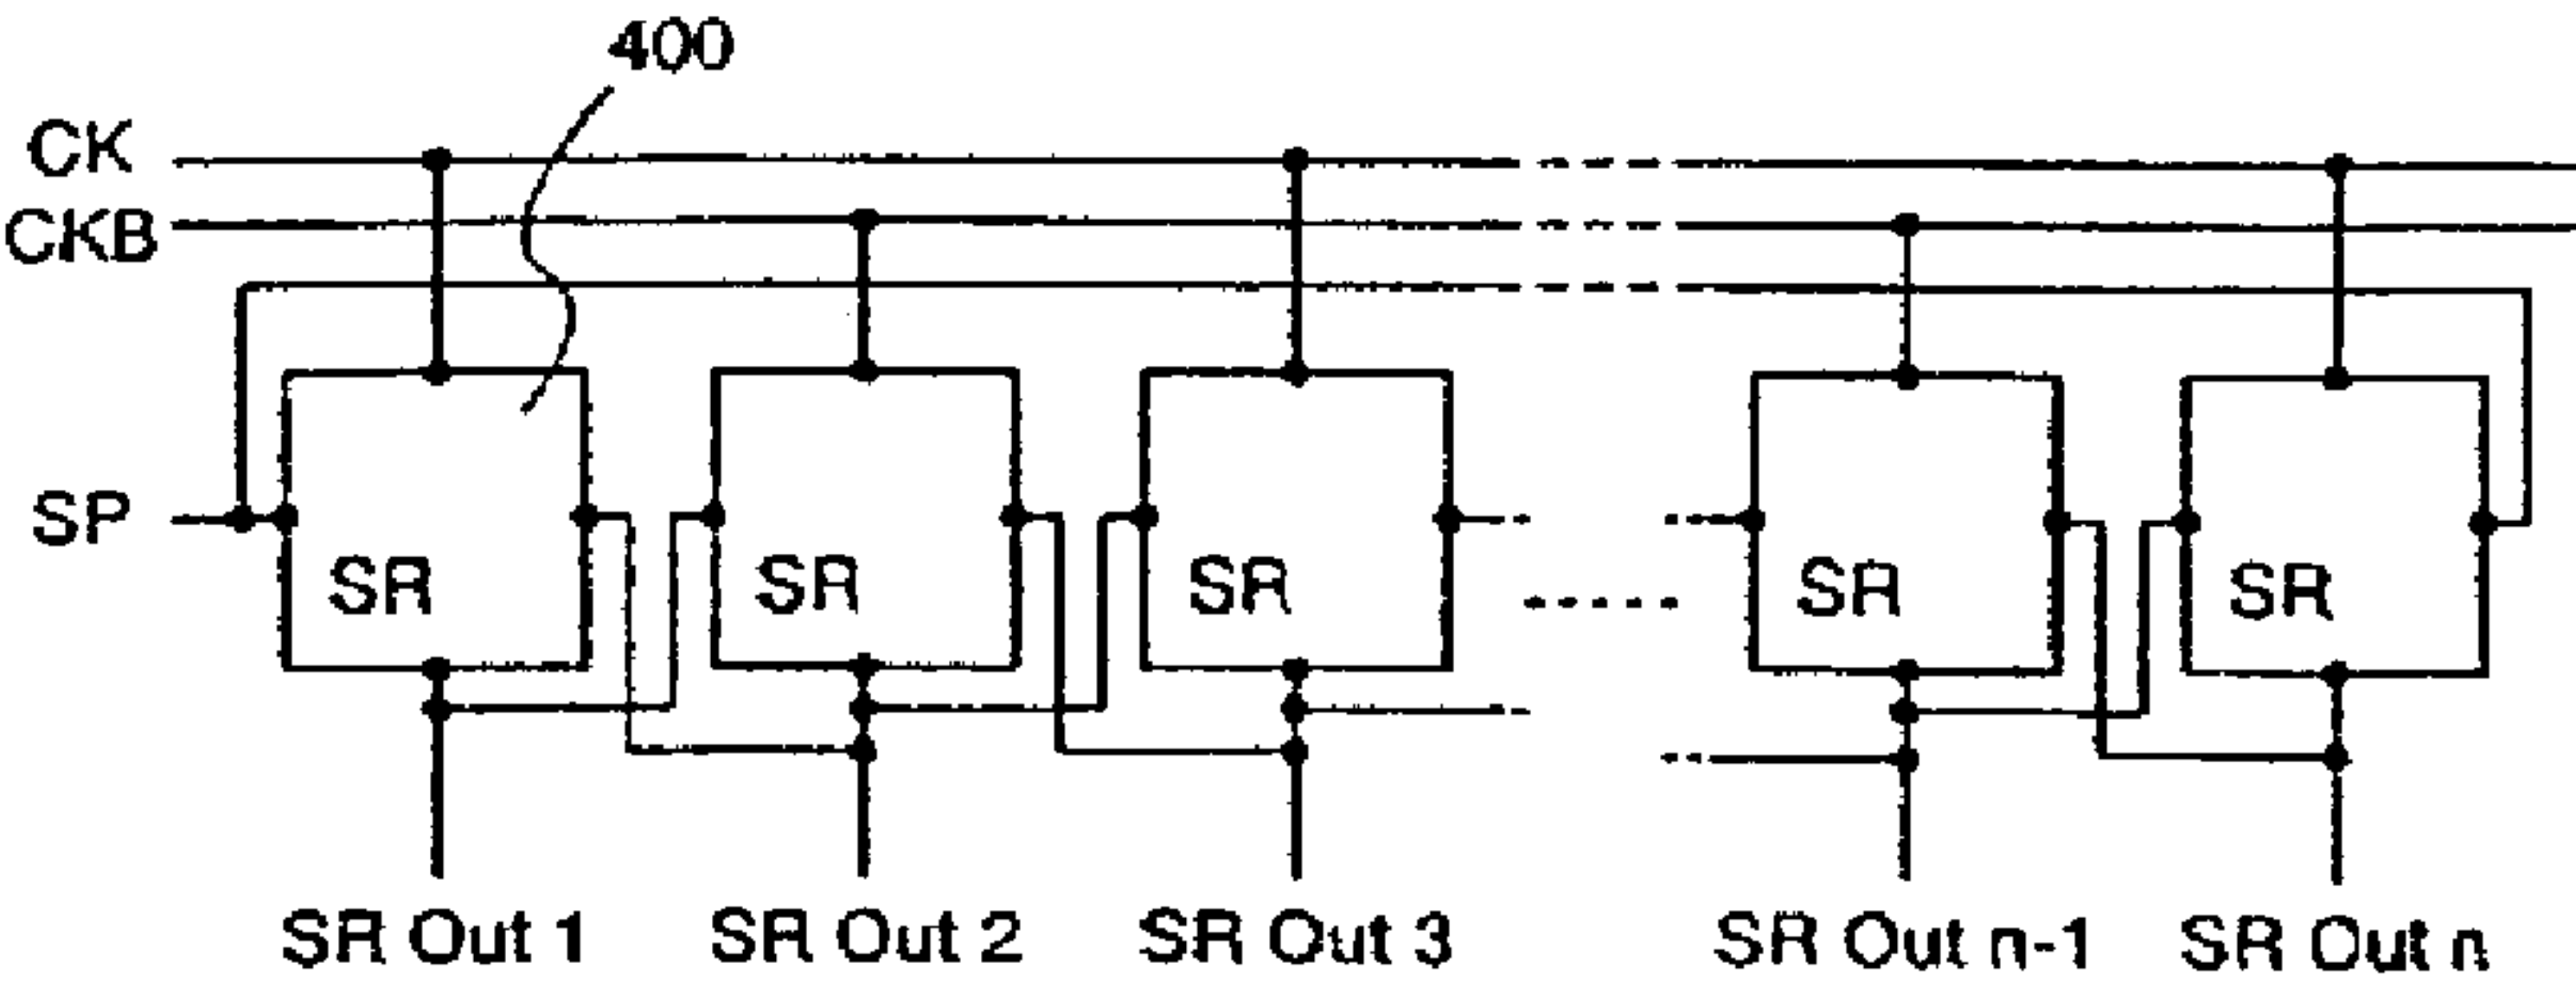 400
CK
CKB
SP
SR SR SR SR SR
SR Out 1 SR Out 2 SR Out 3 SR Out n-1 SR Out n